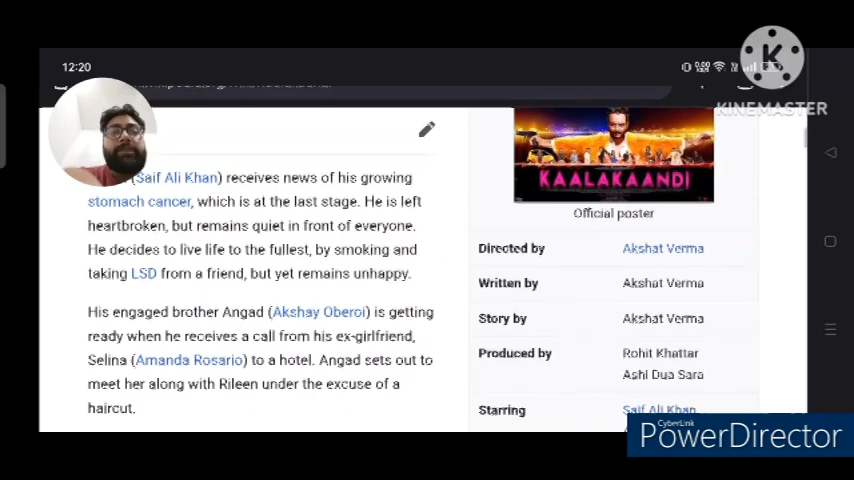 12:20
KINEMASTER
(Saif Ali Khan) receives news of his growing
stomach cancer, which is at the last stage. He is left
heartbroken, but remains quiet in front of everyone.
He decides to live life to the fullest, by smoking and
taking LSD from a friend, but yet remains unhappy.
His engaged brother Angad (Akshay Oberoi) is getting
ready when he receives a call from his ex-girlfriend,
Selina (Amanda Rosario) to a hotel. Angad sets out to
meet her along with Rileen under the excuse of a
haircut.
KAALAKAANDI
Official poster
Directed by Akshat Verma
Written by Akshat Verma
Story by Akshat Verma
Produced by Rohit Khattar
Ashi Dua Sara
Starring Saif Ali Khan
CyberLink
PowerDirector